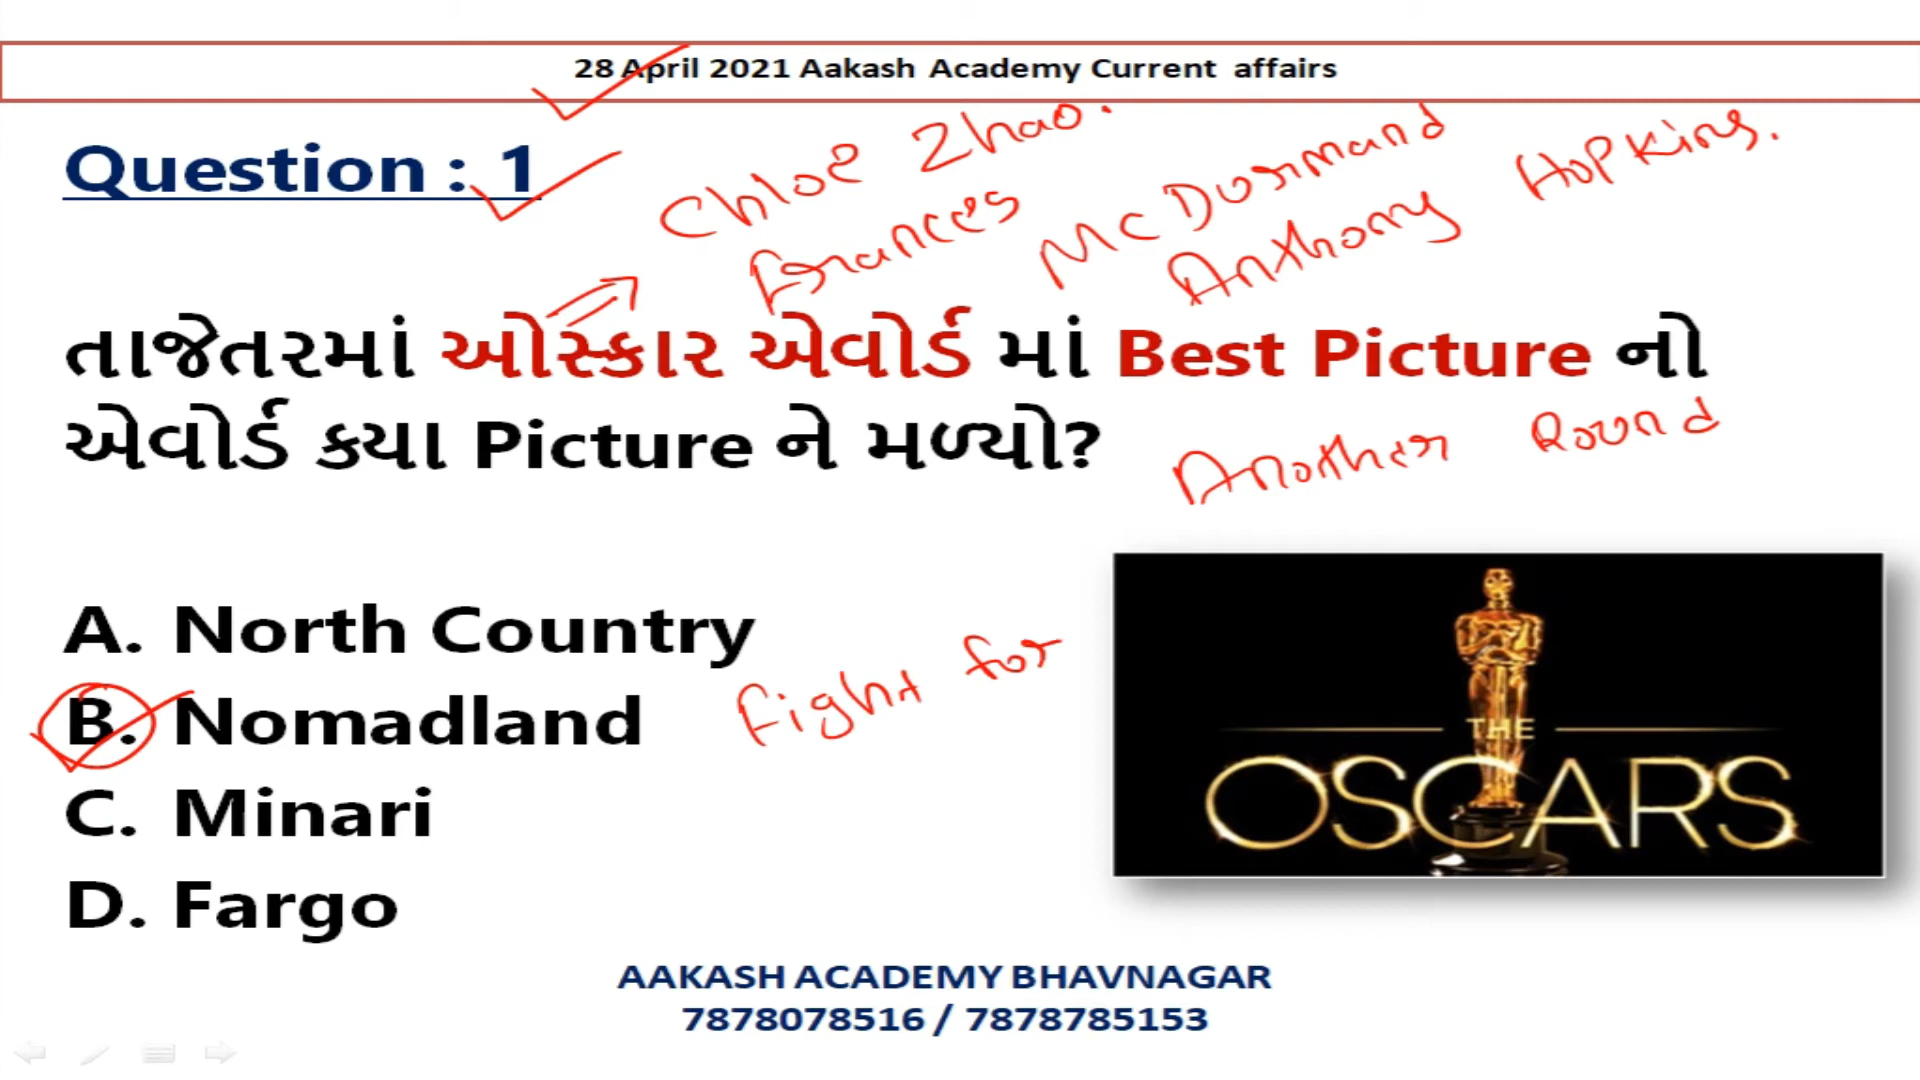 28 April 2021 Aakash Academy Current affairs
Question : 1
Chloé Zhao.
Frances McDormand
Anthony Hopkins.
તાજેતરમાં ઓસ્કાર એવોર્ડ માં Best Picture નો
એવોર્ડ ક્યા Picture ને મળ્યો?
Another Round
A. North Country
B. Nomadland
Fight for
C. Minari
D. Fargo
THE
OSCARS
AAKASH ACADEMY BHAVNAGAR
7878078516 / 7878785153